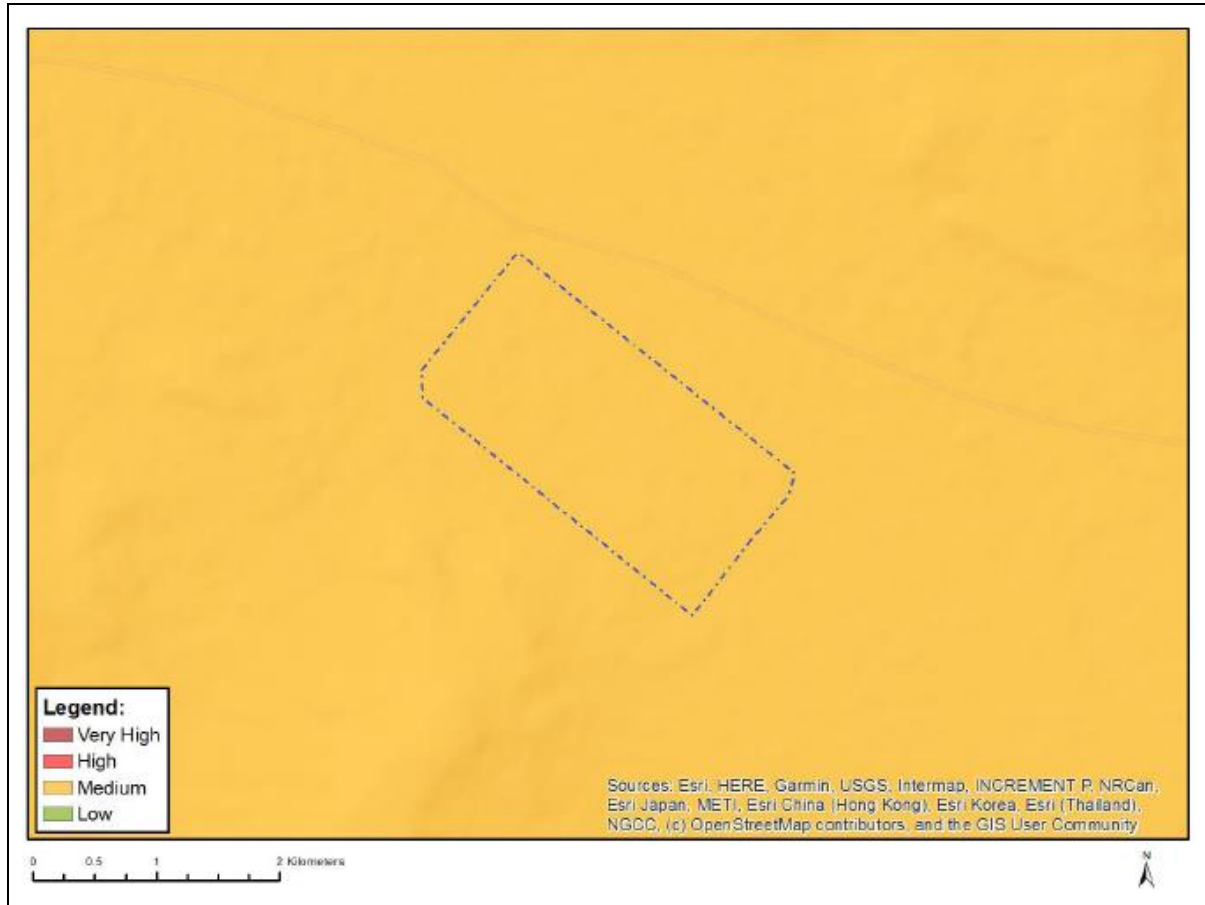 Legend:
Very High
High
Medium
Low
Sources: Esri, HERE, Garmin, USGS, Intermap, INCREMENT P, NRCan,
Esri Japan, METI, Esri China (Hong Kong), Esri Korea, Esri (Thailand),
NGCC, (c) OpenStreetMap contributors, and the GIS User Community
0 0.5 1 2 Kilometers
N